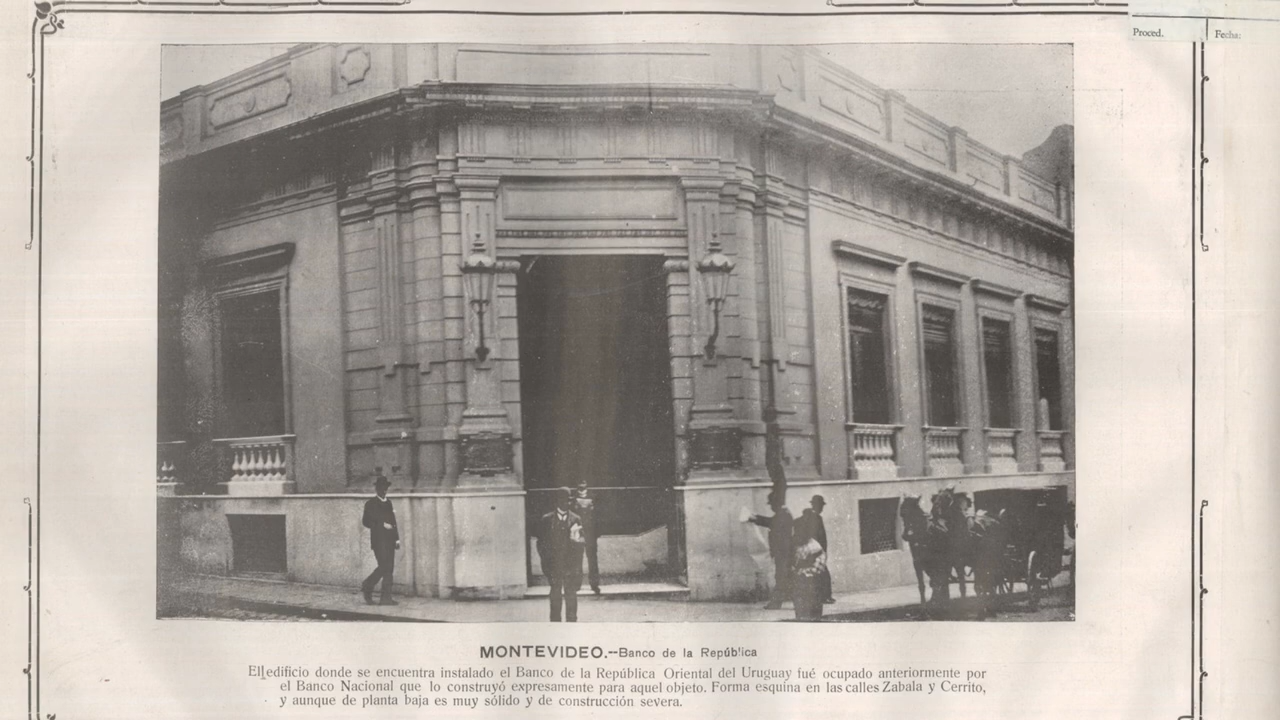 Proced.
Fecha:
MONTEVIDEO.--Banco de la República
El edificio donde se encuentra instalado el Banco de la República Oriental del Uruguay fué ocupado anteriormente por
el Banco Nacional que lo construyó expresamente para aquel objeto. Forma esquina en las calles Zabala y Cerrito,
y aunque de planta baja es muy sólido y de construcción severa.